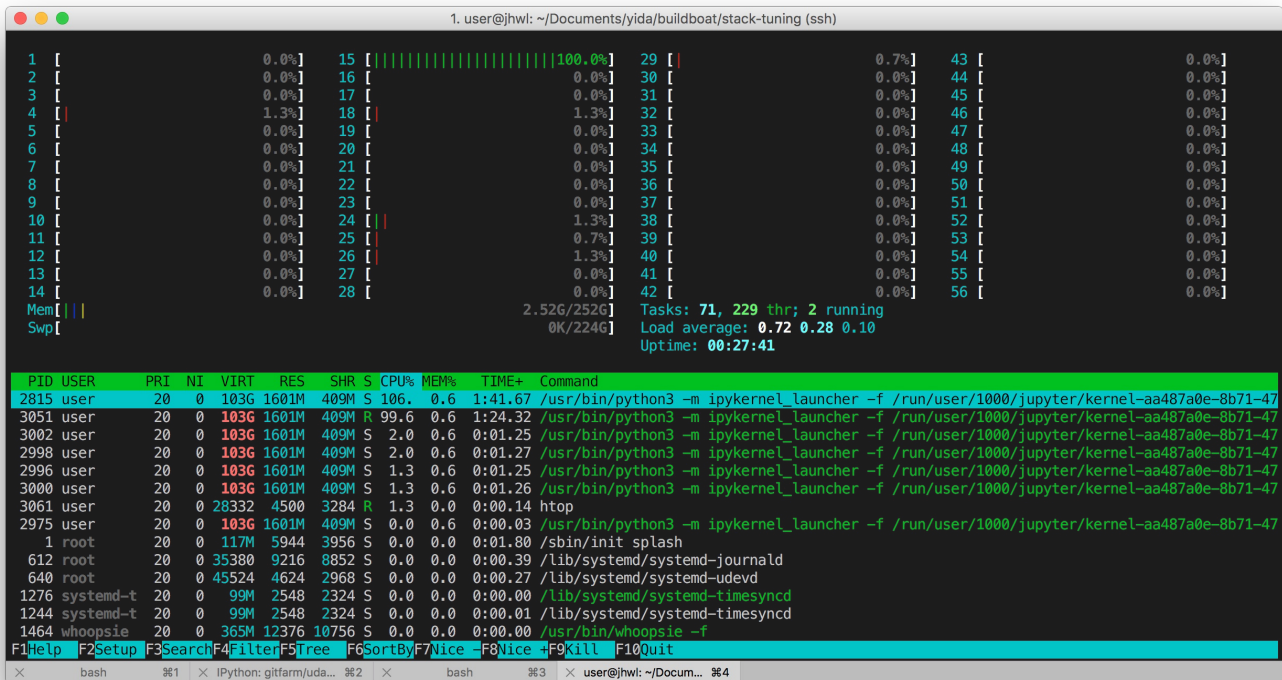 1. user@jhwl: ~/Documents/yida/buildboat/stack-tuning (ssh)
1 [ 0.0%] 15 [||||||||||||||||||||||100.0%] 29 [| 0.7%] 43 [ 0.0%]
2 [ 0.0%] 16 [ 0.0%] 30 [ 0.0%] 44 [ 0.0%]
3 [ 0.0%] 17 [ 0.0%] 31 [ 0.0%] 45 [ 0.0%]
4 [| 1.3%] 18 [| 1.3%] 32 [ 0.0%] 46 [ 0.0%]
5 [ 0.0%] 19 [ 0.0%] 33 [ 0.0%] 47 [ 0.0%]
6 [ 0.0%] 20 [ 0.0%] 34 [ 0.0%] 48 [ 0.0%]
7 [ 0.0%] 21 [ 0.0%] 35 [ 0.0%] 49 [ 0.0%]
8 [ 0.0%] 22 [ 0.0%] 36 [ 0.0%] 50 [ 0.0%]
9 [ 0.0%] 23 [ 0.0%] 37 [ 0.0%] 51 [ 0.0%]
10 [ 0.0%] 24 [|| 1.3%] 38 [ 0.0%] 52 [ 0.0%]
11 [ 0.0%] 25 [| 0.7%] 39 [ 0.0%] 53 [ 0.0%]
12 [ 0.0%] 26 [| 1.3%] 40 [ 0.0%] 54 [ 0.0%]
13 [ 0.0%] 27 [ 0.0%] 41 [ 0.0%] 55 [ 0.0%]
14 [ 0.0%] 28 [ 0.0%] 42 [ 0.0%] 56 [ 0.0%]
Mem[||| 2.52G/252G] Tasks: 71, 229 thr; 2 running
Swp[ 0K/224G] Load average: 0.72 0.28 0.10
Uptime: 00:27:41
PID USER PRI NI VIRT RES SHR S CPU% MEM% TIME+ Command
2815 user 20 0 103G 1601M 409M S 106. 0.6 1:41.67 /usr/bin/python3 -m ipykernel_launcher -f /run/user/1000/jupyter/kernel-aa487a0e-8b71-47
3051 user 20 0 103G 1601M 409M R 99.6 0.6 1:24.32 /usr/bin/python3 -m ipykernel_launcher -f /run/user/1000/jupyter/kernel-aa487a0e-8b71-47
3002 user 20 0 103G 1601M 409M S 2.0 0.6 0:01.25 /usr/bin/python3 -m ipykernel_launcher -f /run/user/1000/jupyter/kernel-aa487a0e-8b71-47
2998 user 20 0 103G 1601M 409M S 2.0 0.6 0:01.27 /usr/bin/python3 -m ipykernel_launcher -f /run/user/1000/jupyter/kernel-aa487a0e-8b71-47
2996 user 20 0 103G 1601M 409M S 1.3 0.6 0:01.25 /usr/bin/python3 -m ipykernel_launcher -f /run/user/1000/jupyter/kernel-aa487a0e-8b71-47
3000 user 20 0 103G 1601M 409M S 1.3 0.6 0:01.26 /usr/bin/python3 -m ipykernel_launcher -f /run/user/1000/jupyter/kernel-aa487a0e-8b71-47
3061 user 20 0 28332 4500 3284 R 1.3 0.0 0:00.14 htop
2975 user 20 0 103G 1601M 409M S 0.0 0.6 0:00.03 /usr/bin/python3 -m ipykernel_launcher -f /run/user/1000/jupyter/kernel-aa487a0e-8b71-47
1 root 20 0 117M 5944 3956 S 0.0 0.0 0:01.80 /sbin/init splash
612 root 20 0 35380 9216 8852 S 0.0 0.0 0:00.39 /lib/systemd/systemd-journald
640 root 20 0 45524 4624 2968 S 0.0 0.0 0:00.27 /lib/systemd/systemd-udevd
1276 systemd-t 20 0 99M 2548 2324 S 0.0 0.0 0:00.00 /lib/systemd/systemd-timesyncd
1244 systemd-t 20 0 99M 2548 2324 S 0.0 0.0 0:00.01 /lib/systemd/systemd-timesyncd
1464 whoopsie 20 0 365M 12376 10756 S 0.0 0.0 0:00.00 /usr/bin/whoopsie -f
F1Help F2Setup F3SearchF4FilterF5Tree F6SortByF7Nice -F8Nice +F9Kill F10Quit
bash ⌘1 IPython: gitfarm/uda... ⌘2 bash ⌘3 user@jhwl: ~/Docum... ⌘4